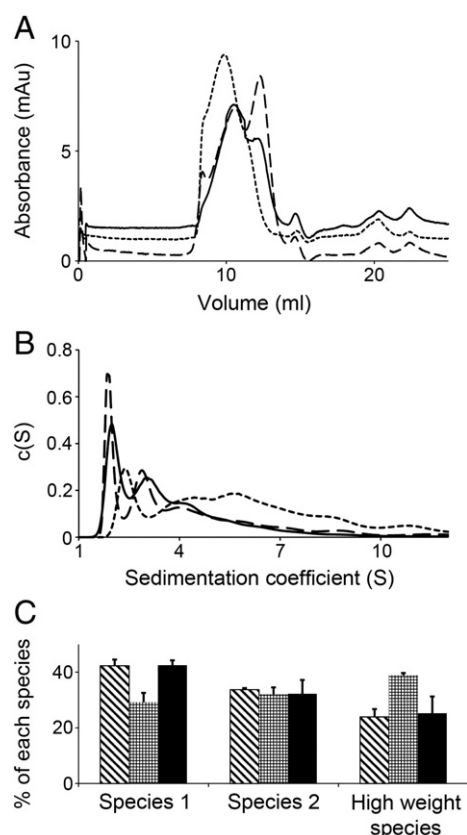 A
Absorbance (mAu)
10
5
0
0
10
20
Volume (ml)
B
c(S)
0.8
0.6
0.4
0.2
0
1
4
7
10
Sedimentation coefficient (S)
C
% of each species
40
20
0
Species 1
Species 2
High weight
species